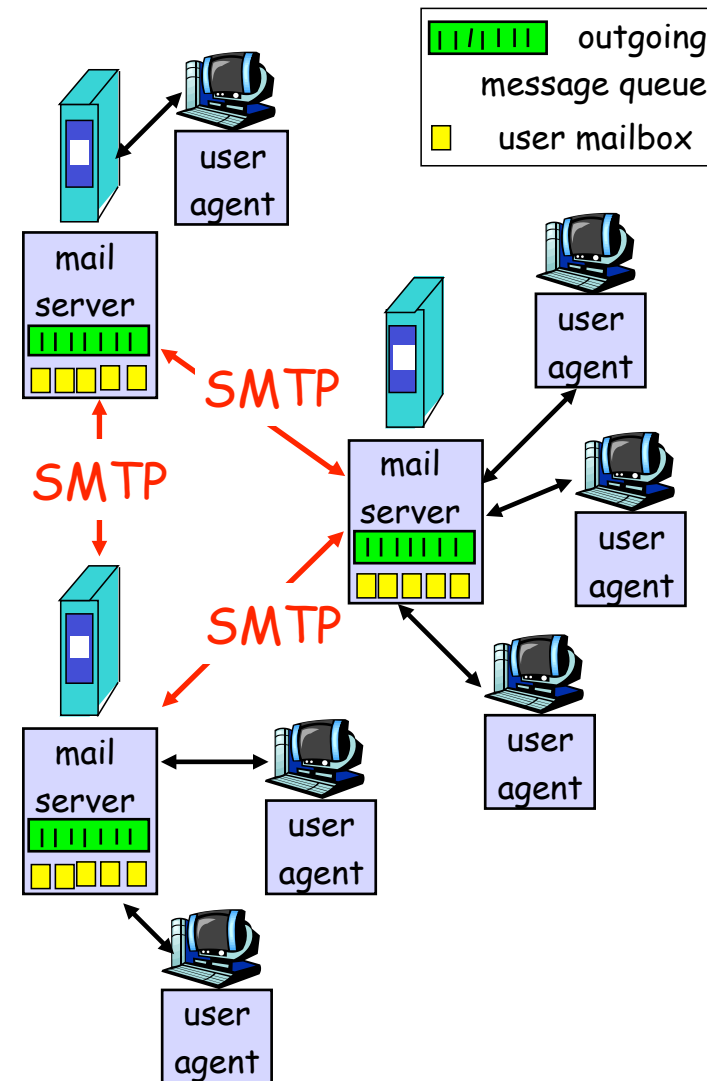 outgoing
message queue
user mailbox
user
agent
mail
server
SMTP
user
agent
mail
server
SMTP
user
agent
SMTP
user
agent
mail
server
user
agent
user
agent